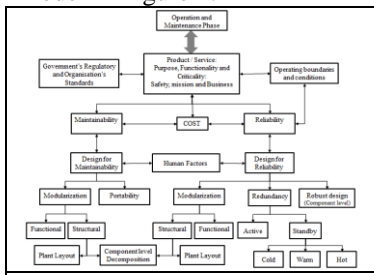 Operation and
Maintenance Phase
Product / Service:
Purpose, Functionality and
Criticality:
Safety, mission and Business
Government's Regulatory
and Organization's
Standards
Operating boundaries
and conditions
Maintainability
COST
Reliability
Design for
Maintainability
Human Factors
Design for
Reliability
Modularization
Portability
Modularization
Redundancy
Robust design
(Component level)
Functional
Structural
Structural
Functional
Active
Standby
Plant Layout
Component level
Decomposition
Plant Layout
Cold
Warm
Hot